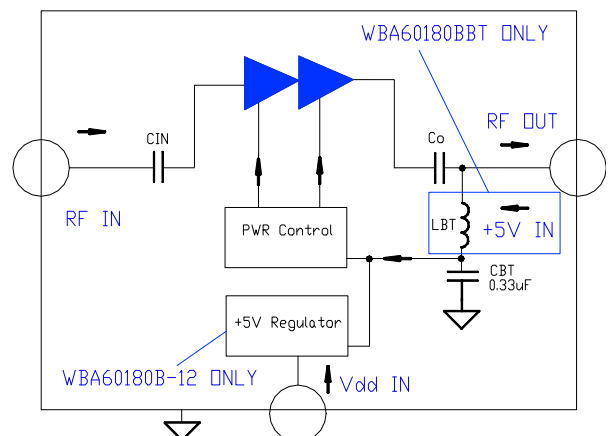 WBA60180BBT ONLY
RF OUT
CIN
Co
RF IN
LBT
+5V IN
PWR Control
CBT
0.33uF
+5V Regulator
WBA60180B-12 ONLY
Vdd IN